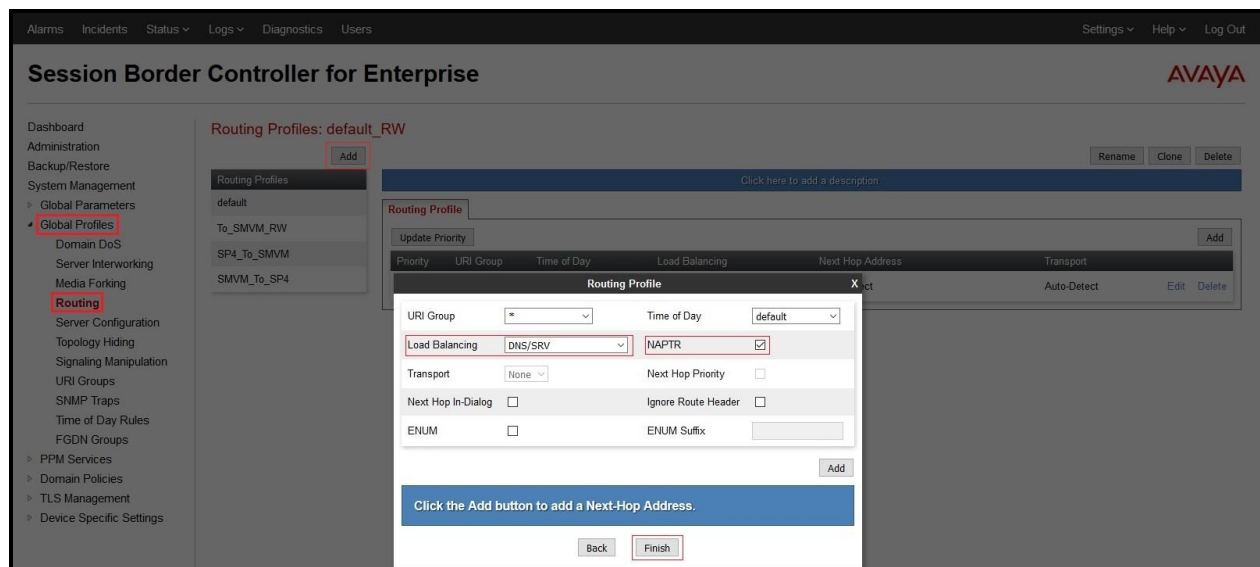 Alarms Incidents Status Logs Diagnostics Users Settings Help Log Out
Session Border Controller for Enterprise
AVAYA
Dashboard
Administration
Backup/Restore
System Management
Global Parameters
Global Profiles
Domain DoS
Server Interworking
Media Forking
Routing
Server Configuration
Topology Hiding
Signaling Manipulation
URI Groups
SNMP Traps
Time of Day Rules
FGDN Groups
PPM Services
Domain Policies
TLS Management
Device Specific Settings
Routing Profiles: default_RW
Add
Rename Clone Delete
Routing Profiles
default
To_SMVM_RW
SP4_To_SMVM
SMVM_To_SP4
Click here to add a description
Routing Profile
Update Priority Add
Priority URI Group Time of Day Load Balancing Next Hop Address Transport
Auto-Detect Edit Delete
Routing Profile X
URI Group * Time of Day default
Load Balancing DNS/SRV NAPTR
Transport None Next Hop Priority
Next Hop In-Dialog Ignore Route Header
ENUM ENUM Suffix
Add
Click the Add button to add a Next-Hop Address.
Back Finish